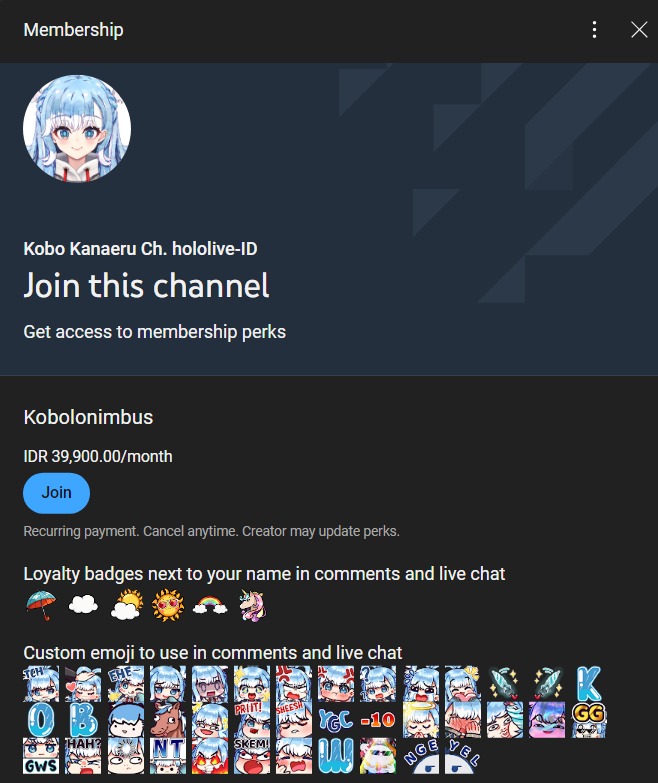 Membership
Kobo Kanaeru Ch. hololive-ID
Join this channel
Get access to membership perks
Kobolonimbus
IDR 39,900.00/month
Join
Recurring payment. Cancel anytime. Creator may update perks.
Loyalty badges next to your name in comments and live chat
Custom emoji to use in comments and live chat
EHE K
O B PRIIT! SHEESH YGC -10 GG
GWS HAH? NT SKEM! W NGE YEL